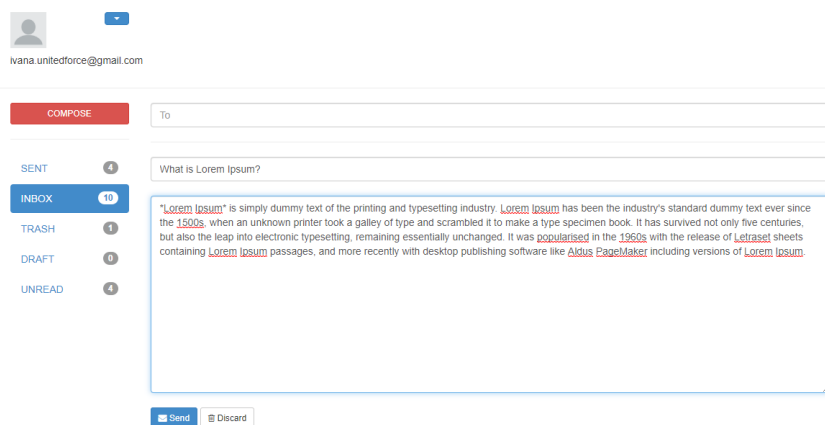 ivana.unitedforce@gmail.com
COMPOSE
To
SENT 4
What is Lorem Ipsum?
INBOX 10
TRASH 1
DRAFT 0
UNREAD 4
*Lorem Ipsum* is simply dummy text of the printing and typesetting industry. Lorem Ipsum has been the industry's standard dummy text ever since
the 1500s, when an unknown printer took a galley of type and scrambled it to make a type specimen book. It has survived not only five centuries,
but also the leap into electronic typesetting, remaining essentially unchanged. It was popularised in the 1960s with the release of Letraset sheets
containing Lorem Ipsum passages, and more recently with desktop publishing software like Aldus PageMaker including versions of Lorem Ipsum.
Send Discard